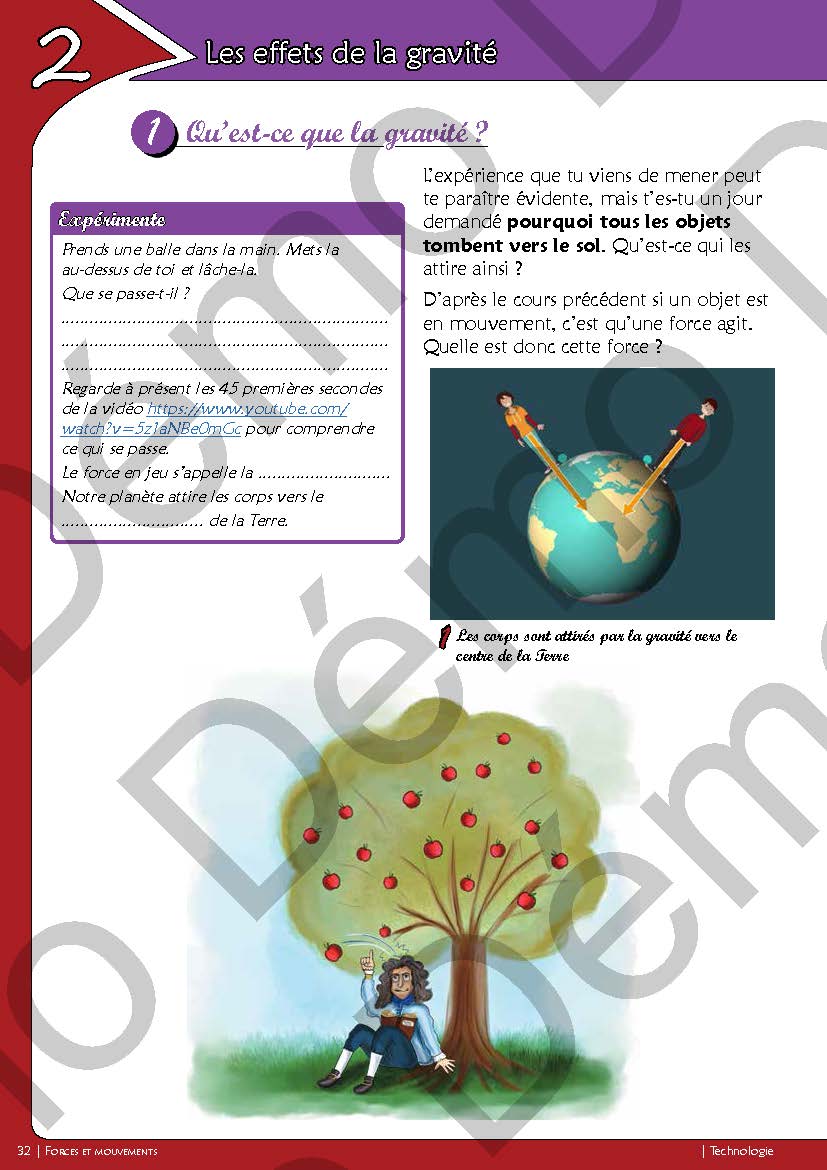 2
Les effets de la gravité
1 Qu'est-ce que la gravité ?
Expérimente
Prends une balle dans la main. Mets la
au-dessus de toi et lâche-la.
Que se passe-t-il ?
......................................................................
......................................................................
......................................................................
Regarde à présent les 45 premières secondes
de la vidéo https://www.youtube.com/
watch?v=5z1aNBe0mGc pour comprendre
ce qui se passe.
Le force en jeu s'appelle la ............................
Notre planète attire les corps vers le
.............................. de la Terre.
L'expérience que tu viens de mener peut
te paraître évidente, mais t'es-tu un jour
demandé pourquoi tous les objets
tombent vers le sol. Qu'est-ce qui les
attire ainsi ?
D'après le cours précédent si un objet est
en mouvement, c'est qu'une force agit.
Quelle est donc cette force ?
1 Les corps sont attirés par la gravité vers le
centre de la Terre
32 | Forces et mouvements
| Technologie
Démo
Démo
Démo
Démo